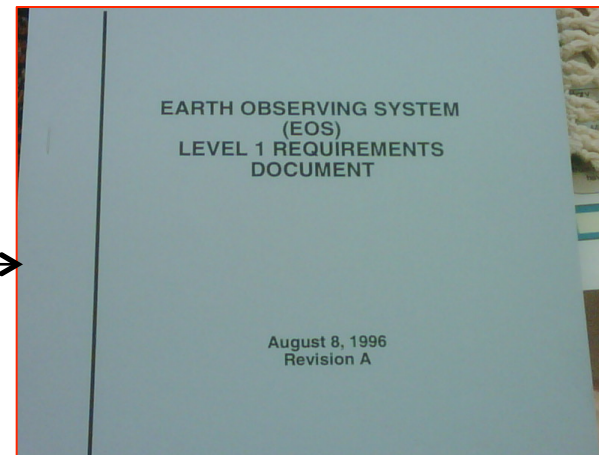 EARTH OBSERVING SYSTEM
(EOS)
LEVEL 1 REQUIREMENTS
DOCUMENT
August 8, 1996
Revision A